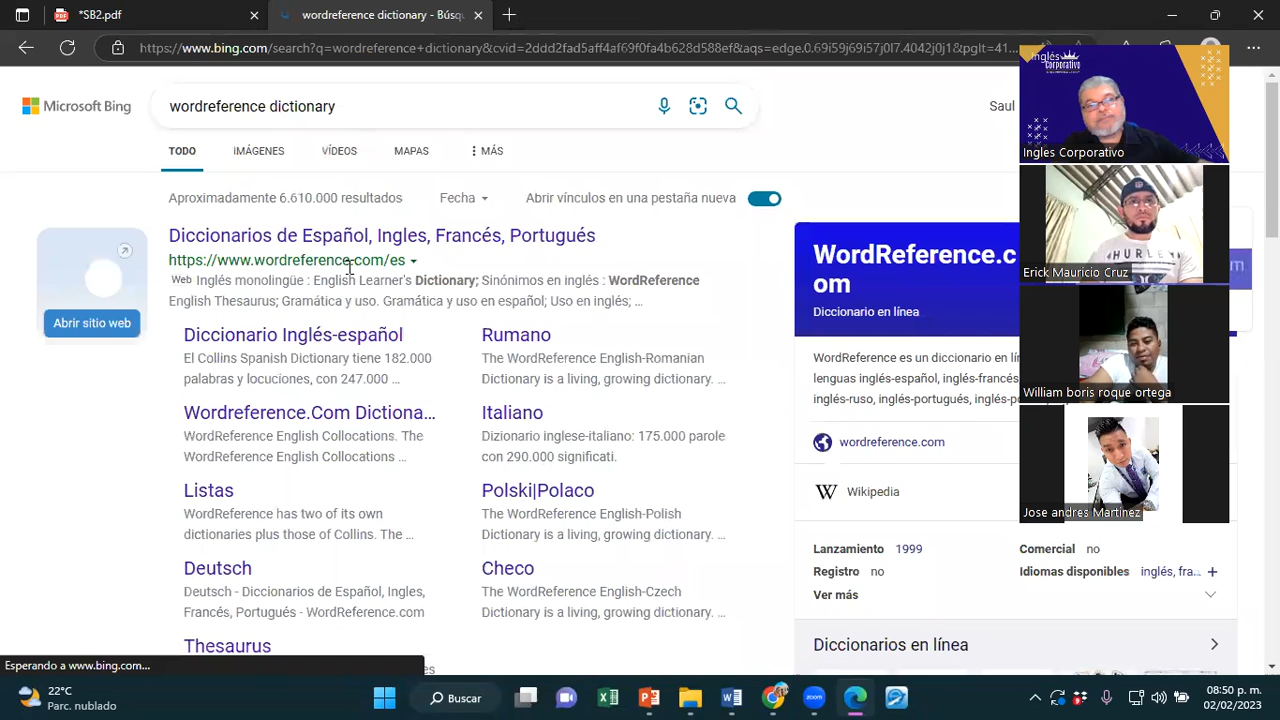 *SB2.pdf
wordreference dictionary - Búsqu
https://www.bing.com/search?q=wordreference+dictionary&cvid=2ddd2fad5aff4af69f0fa4b628d588ef&aqs=edge.0.69i59j69i57j0l7.4042j0j1&pglt=41...
Microsoft Bing
wordreference dictionary
Saul
TODO
IMÁGENES
VÍDEOS
MAPAS
MÁS
Aproximadamente 6.610.000 resultados
Fecha
Abrir vínculos en una pestaña nueva
Diccionarios de Español, Ingles, Francés, Portugués
https://www.wordreference.com/es
Web Inglés monolingüe : English Learner's Dictionary; Sinónimos en inglés : WordReference
English Thesaurus; Gramática y uso. Gramática y uso en español; Uso en inglés; ...
Abrir sitio web
Diccionario Inglés-español
El Collins Spanish Dictionary tiene 182.000
palabras y locuciones, con 247.000 ...
Wordreference.Com Dictiona...
WordReference English Collocations. The
WordReference English Collocations ...
Listas
WordReference has two of its own
dictionaries plus those of Collins. The ...
Deutsch
Deutsch - Diccionarios de Español, Ingles,
Francés, Portugués - WordReference.com
Thesaurus
Rumano
The WordReference English-Romanian
Dictionary is a living, growing dictionary. ...
Italiano
Dizionario inglese-italiano: 175.000 parole
con 290.000 significati.
Polski|Polaco
The WordReference English-Polish
Dictionary is a living, growing dictionary. ...
Checo
The WordReference English-Czech
Dictionary is a living, growing dictionary. ...
WordReference.c
om
Diccionario en línea
WordReference es un diccionario en lín
lenguas inglés-español, inglés-francés
inglés-ruso, inglés-portugués, inglés-p
wordreference.com
Wikipedia
Lanzamiento 1999
Comercial no
Registro no
Idiomas disponibles inglés, fra...
Ver más
Diccionarios en línea
Inglés
Corporativo
Ingles Corporativo
Erick Mauricio Cruz
William boris roque ortega
Jose andres Martinez
Esperando a www.bing.com...
22°C
Parc. nublado
Buscar
zoom
08:50 p. m.
02/02/2023